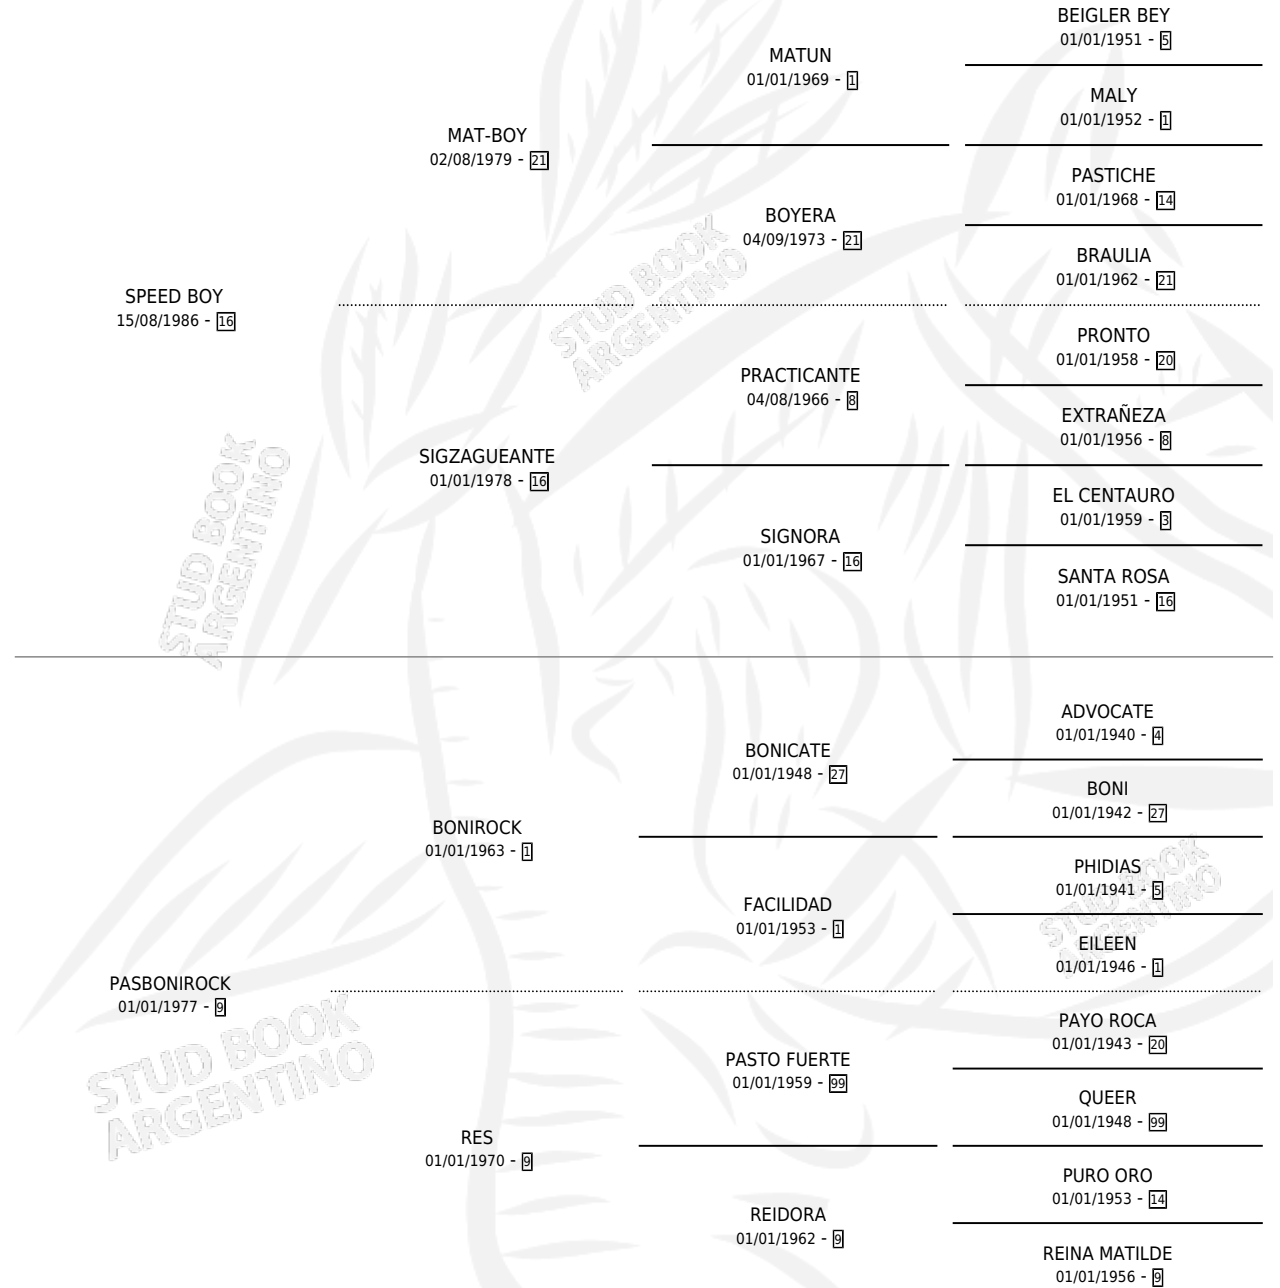 BEIGLER BEY
01/01/1951 - 5
MATUN
01/01/1969 - 1
MALY
01/01/1952 - 1
MAT-BOY
02/08/1979 - 21
PASTICHE
01/01/1968 - 14
BOYERA
04/09/1973 - 21
BRAULIA
01/01/1962 - 21
SPEED BOY
15/08/1986 - 16
PRONTO
01/01/1958 - 20
PRACTICANTE
04/08/1966 - 8
EXTRAÑEZA
01/01/1956 - 8
SIGZAGUEANTE
01/01/1978 - 16
EL CENTAURO
01/01/1959 - 3
SIGNORA
01/01/1967 - 16
SANTA ROSA
01/01/1951 - 16
ADVOCATE
01/01/1940 - 4
BONICATE
01/01/1948 - 27
BONI
01/01/1942 - 27
BONIROCK
01/01/1963 - 1
PHIDIAS
01/01/1941 - 5
FACILIDAD
01/01/1953 - 1
EILEEN
01/01/1946 - 1
PASBONIROCK
01/01/1977 - 9
PAYO ROCA
01/01/1943 - 20
PASTO FUERTE
01/01/1959 - 99
QUEER
01/01/1948 - 99
RES
01/01/1970 - 9
PURO ORO
01/01/1953 - 14
REIDORA
01/01/1962 - 9
REINA MATILDE
01/01/1956 - 9
STUD BOOK
ARGENTINO
STUD BOOK
ARGENTINO
STUD BOOK
ARGENTINO
STUD BOOK
ARGENTINO